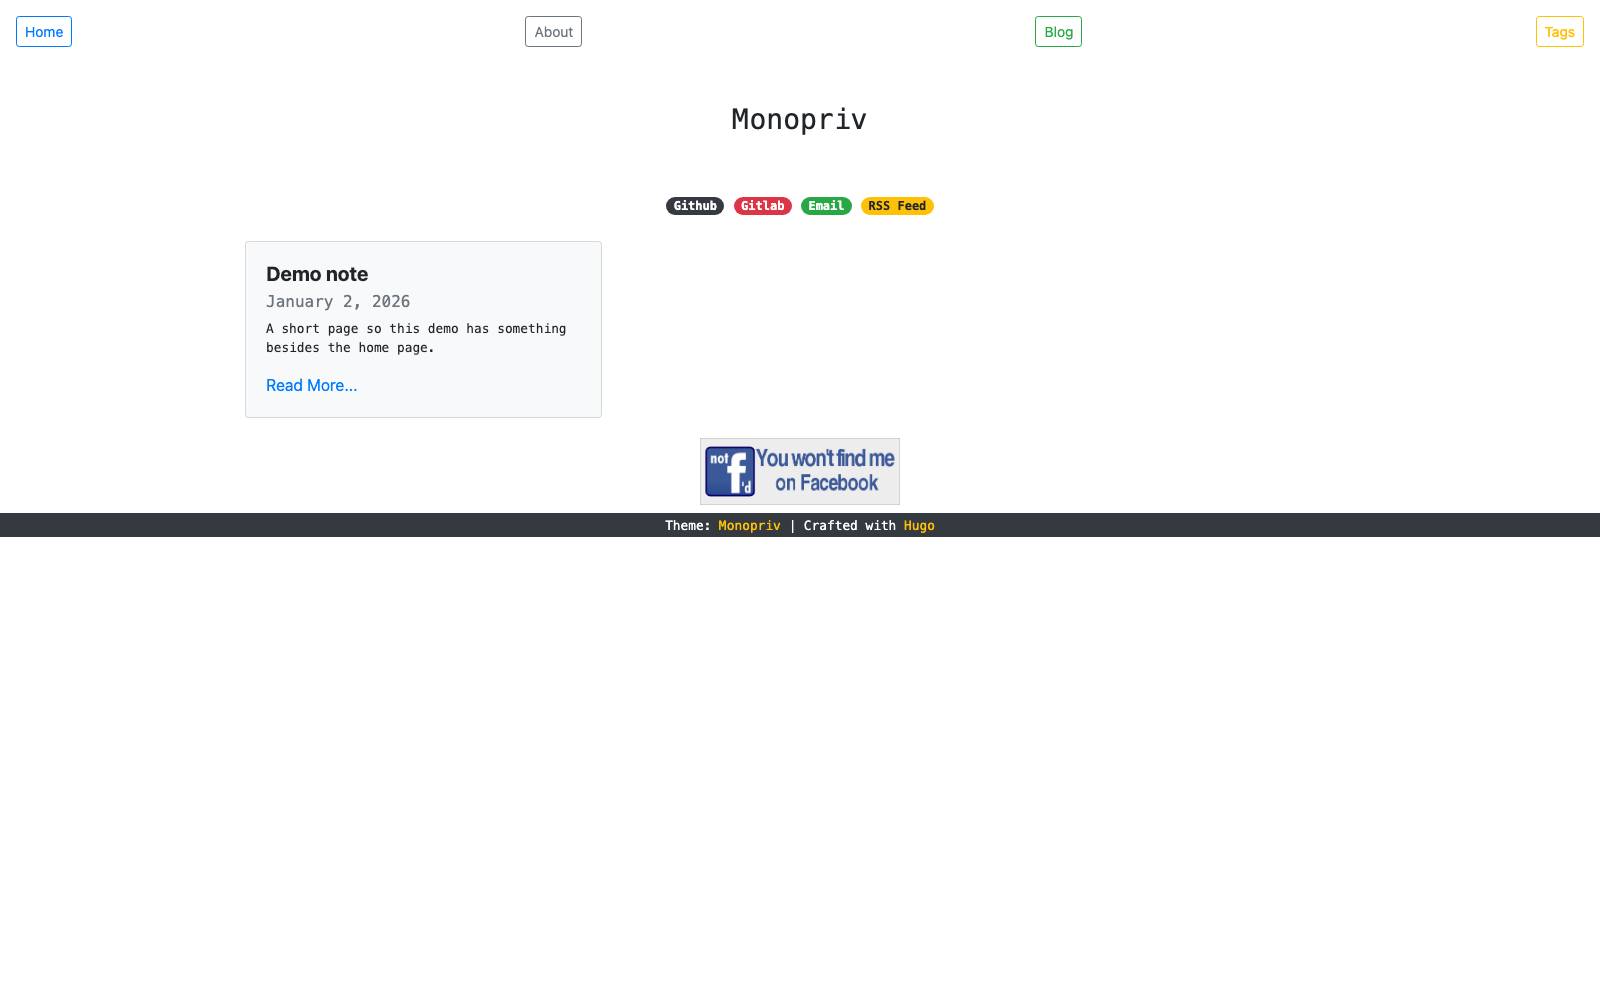 Home
About
Blog
Tags
Monopriv
Github Gitlab Email RSS Feed
Demo note
January 2, 2026
A short page so this demo has something
besides the home page.
Read More...
not f'd
You won't find me
on Facebook
Theme: Monopriv | Crafted with Hugo